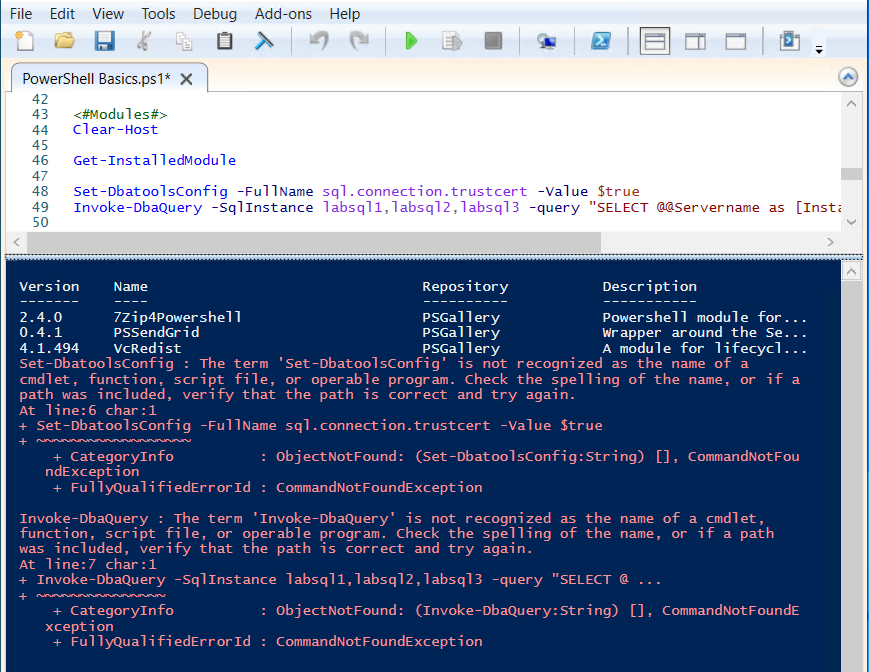 File Edit View Tools Debug Add-ons Help
PowerShell Basics.ps1*
42
43 <#Modules#>
44 Clear-Host
45
46 Get-InstalledModule
47
48 Set-DbatoolsConfig -FullName sql.connection.trustcert -Value $true
49 Invoke-DbaQuery -SqlInstance labsql1,labsql2,labsql3 -query "SELECT @@Servername as [Insta
50
Version Name Repository Description
------- ---- ---------- -----------
2.4.0 7Zip4Powershell PSGallery Powershell module for...
0.4.1 PSSendGrid PSGallery Wrapper around the Se...
4.1.494 VcRedist PSGallery A module for lifecycl...
Set-DbatoolsConfig : The term 'Set-DbatoolsConfig' is not recognized as the name of a
cmdlet, function, script file, or operable program. Check the spelling of the name, or if a
path was included, verify that the path is correct and try again.
At line:6 char:1
+ Set-DbatoolsConfig -FullName sql.connection.trustcert -Value $true
+ ~~~~~~~~~~~~~~~~~~
+ CategoryInfo : ObjectNotFound: (Set-DbatoolsConfig:String) [], CommandNotFou
ndException
+ FullyQualifiedErrorId : CommandNotFoundException
Invoke-DbaQuery : The term 'Invoke-DbaQuery' is not recognized as the name of a cmdlet,
function, script file, or operable program. Check the spelling of the name, or if a path
was included, verify that the path is correct and try again.
At line:7 char:1
+ Invoke-DbaQuery -SqlInstance labsql1,labsql2,labsql3 -query "SELECT @ ...
+ ~~~~~~~~~~~~~~~
+ CategoryInfo : ObjectNotFound: (Invoke-DbaQuery:String) [], CommandNotFoundE
xception
+ FullyQualifiedErrorId : CommandNotFoundException